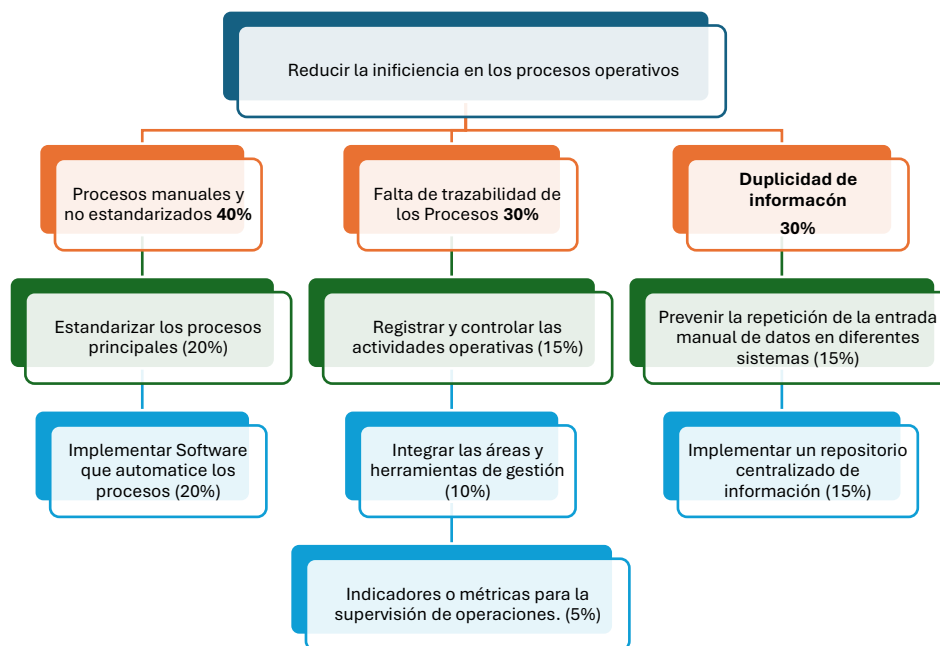 Reducir la inificiencia en los procesos operativos
Procesos manuales y
no estandarizados 40%
Falta de trazabilidad de
los Procesos 30%
Duplicidad de
informacón
30%
Estandarizar los procesos
principales (20%)
Registrar y controlar las
actividades operativas (15%)
Prevenir la repetición de la entrada
manual de datos en diferentes
sistemas (15%)
Implementar Software
que automatice los
procesos (20%)
Integrar las áreas y
herramientas de gestión
(10%)
Implementar un repositorio
centralizado de
información (15%)
Indicadores o métricas para la
supervisión de operaciones. (5%)